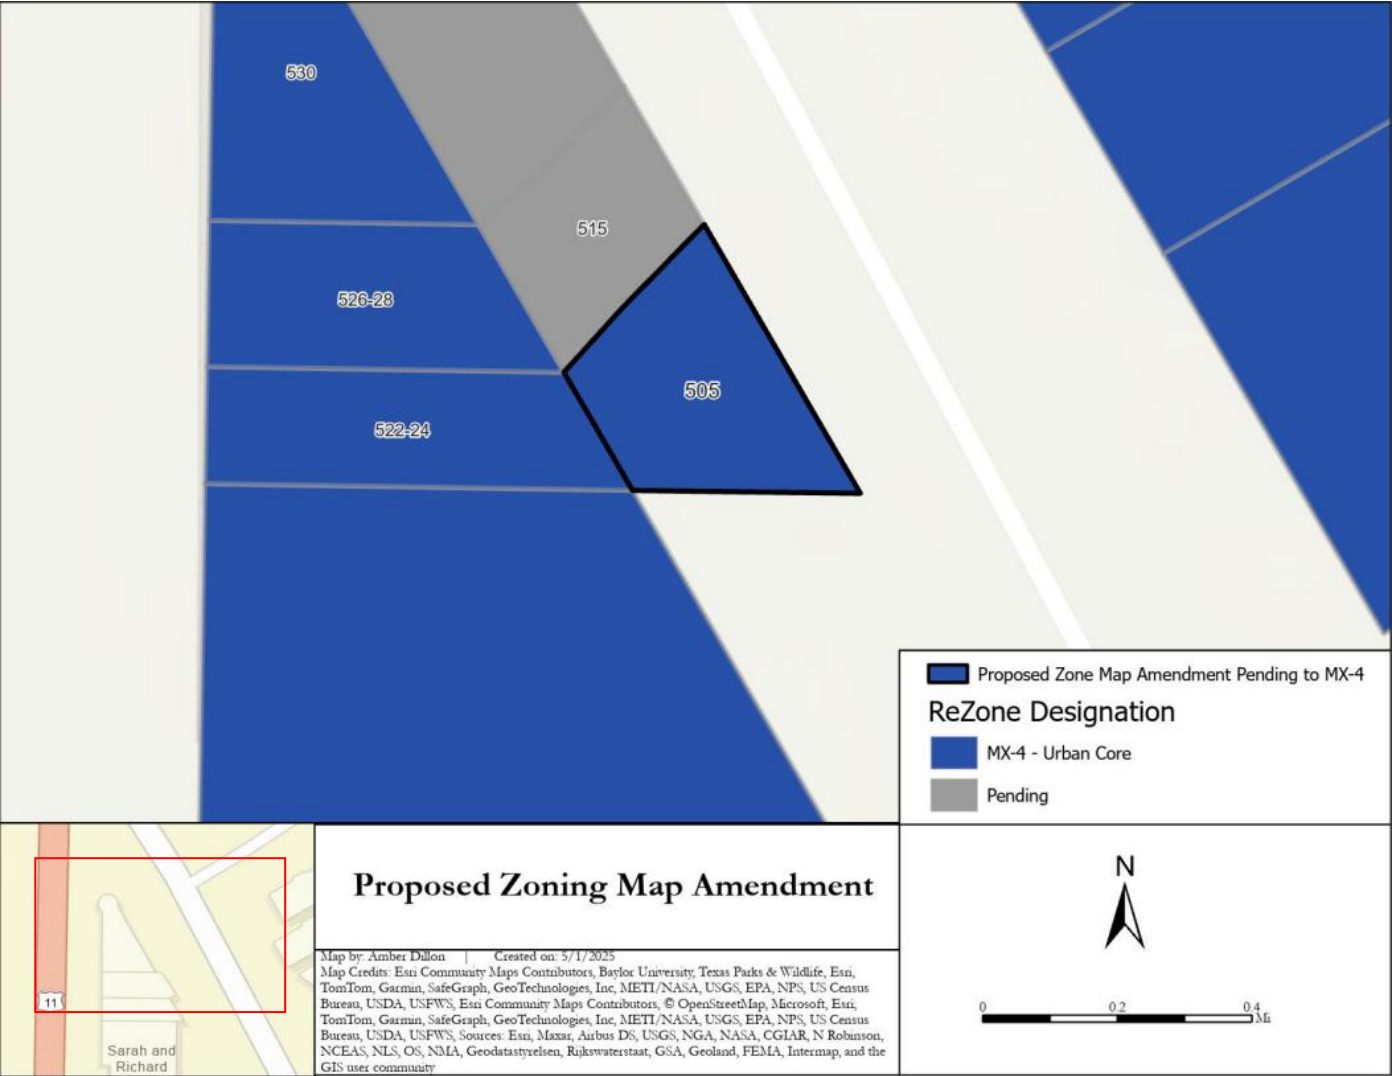 530
515
526-28
505
522-24
Proposed Zone Map Amendment Pending to MX-4
ReZone Designation
MX-4 - Urban Core
Pending
11
Sarah and
Richard
Proposed Zoning Map Amendment
Map by: Amber Dillon | Created on: 5/1/2025
Map Credits: Esri Community Maps Contributors, Baylor University, Texas Parks & Wildlife, Esri,
TomTom, Garmin, SafeGraph, GeoTechnologies, Inc, METI/NASA, USGS, EPA, NPS, US Census
Bureau, USDA, USFWS, Esri Community Maps Contributors, © OpenStreetMap, Microsoft, Esri,
TomTom, Garmin, SafeGraph, GeoTechnologies, Inc, METI/NASA, USGS, EPA, NPS, US Census
Bureau, USDA, USFWS, Sources: Esri, Maxar, Airbus DS, USGS, NGA, NASA, CGIAR, N Robinson,
NCEAS, NLS, OS, NMA, Geodatastyrelsen, Rijkswaterstaat, GSA, Geoland, FEMA, Intermap, and the
GIS user community
N
0 0.2 0.4
Mi